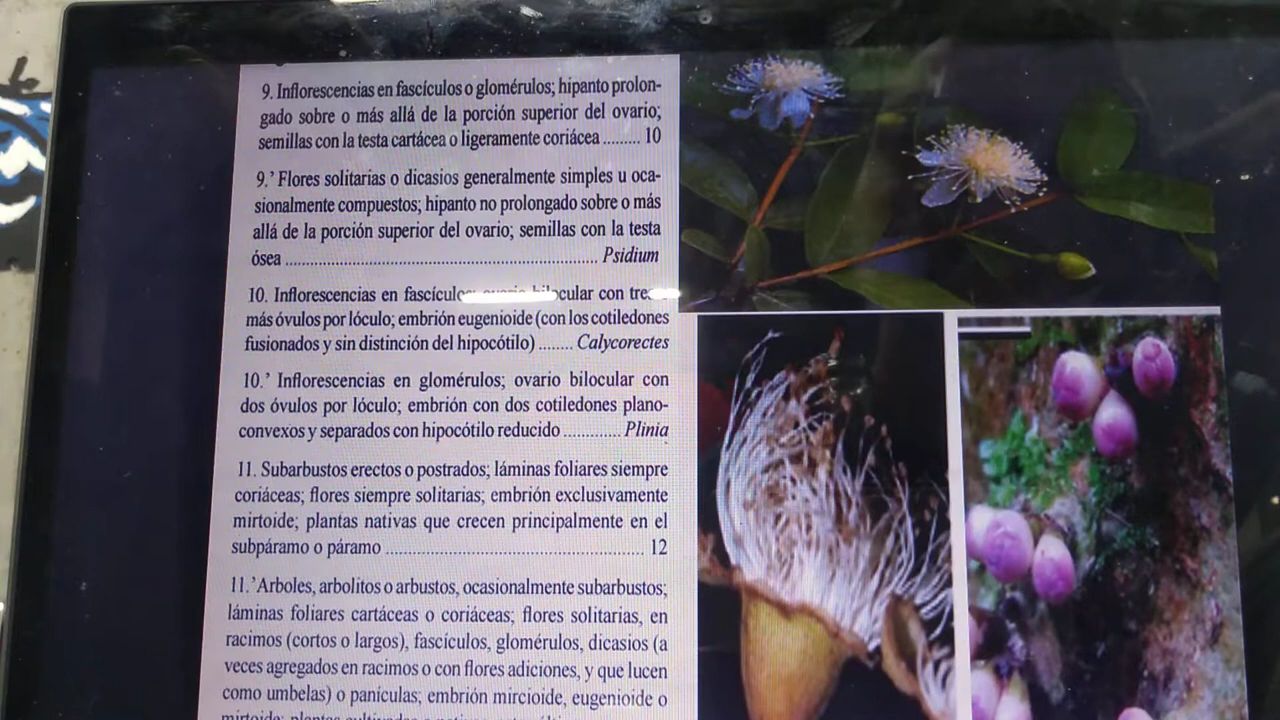 9. Inflorescencias en fascículos o glomérulos; hipanto prolon-
gado sobre o más allá de la porción superior del ovario;
semillas con la testa cartácea o ligeramente coriácea ......... 10
9.’ Flores solitarias o dicasios generalmente simples u oca-
sionalmente compuestos; hipanto no prolongado sobre o más
allá de la porción superior del ovario; semillas con la testa
ósea ........................................................................ Psidium
10. Inflorescencias en con
más óvulos por lóculo; embrión eugenioide (con los cotiledones
fusionados y sin distinción del hipocótilo) ........ Calycorectes
10.’ Inflorescencias en glomérulos; ovario bilocular con
dos óvulos por lóculo; embrión con dos cotiledones plano-
convexos y separados con hipocótilo reducido ............. Plinia
11. Subarbustos erectos o postrados; láminas foliares siempre
coriáceas; flores siempre solitarias; embrión exclusivamente
mirtoide; plantas nativas que crecen principalmente en el
subpáramo o páramo ............................................................ 12
11.’Arboles, arbolitos o arbustos, ocasionalmente subarbustos;
láminas foliares cartáceas o coriáceas; flores solitarias, en
racimos (cortos o largos), fascículos, glomérulos, dicasios (a
veces agregados en racimos o con flores adiciones, y que lucen
como umbelas) o panículas; embrión mircioide, eugenioide o